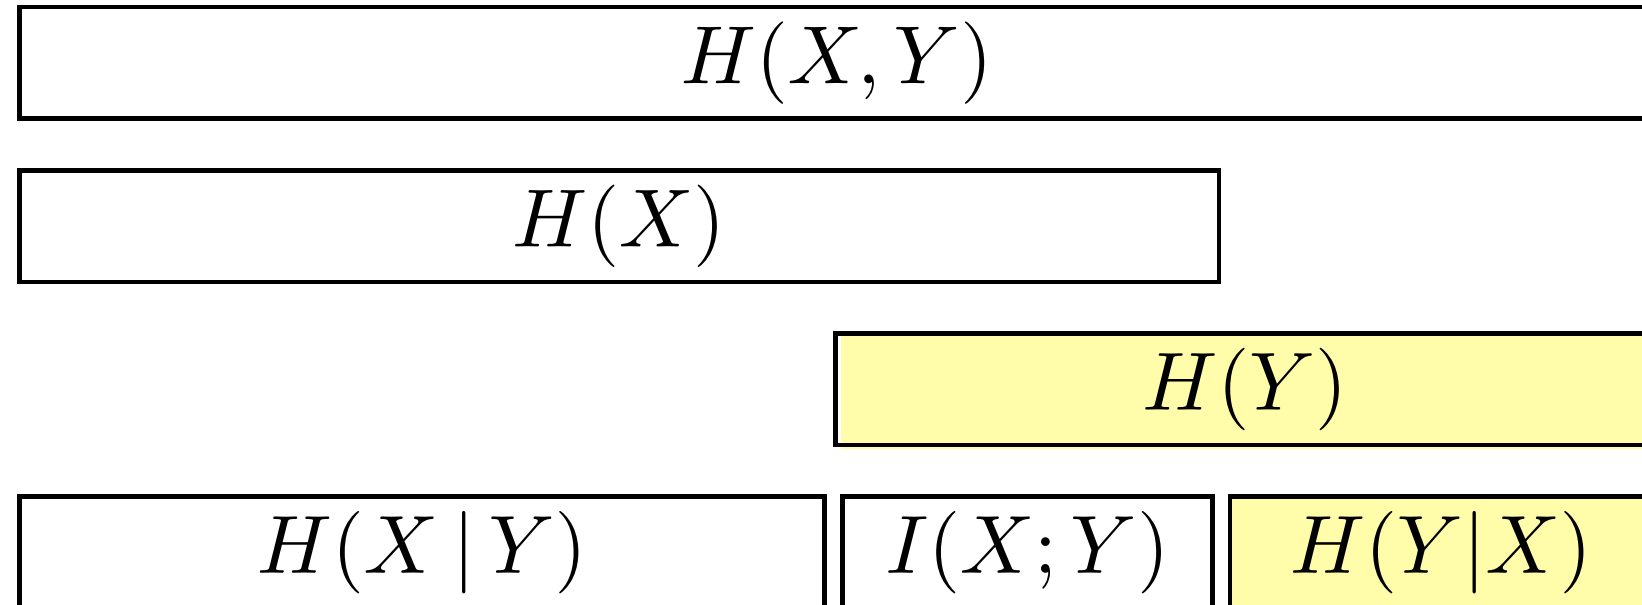 H(X, Y)
H(X)
H(Y)
H(X | Y) I(X; Y) H(Y|X)